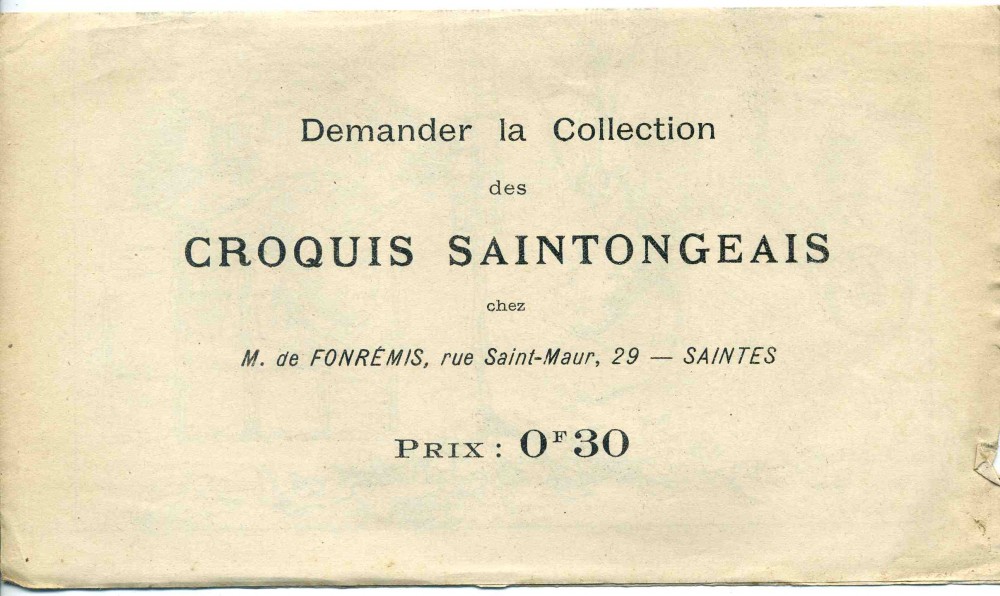 Demander la Collection
des
CROQUIS SAINTONGEAIS
chez
M. de FONRÉMIS, rue Saint-Maur, 29 — SAINTES
PRIX : 0F30